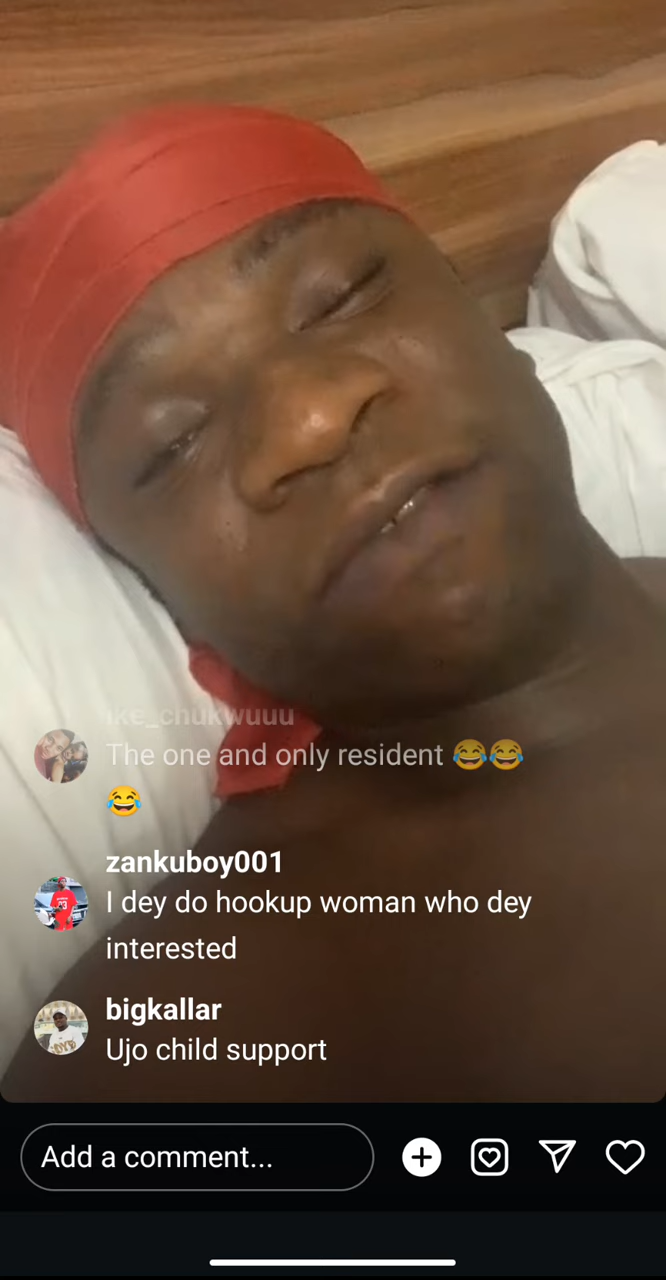 ike_chukwuuu
The one and only resident 😂😂
😂
zankuboy001
I dey do hookup woman who dey
interested
bigkallar
Ujo child support
Add a comment...